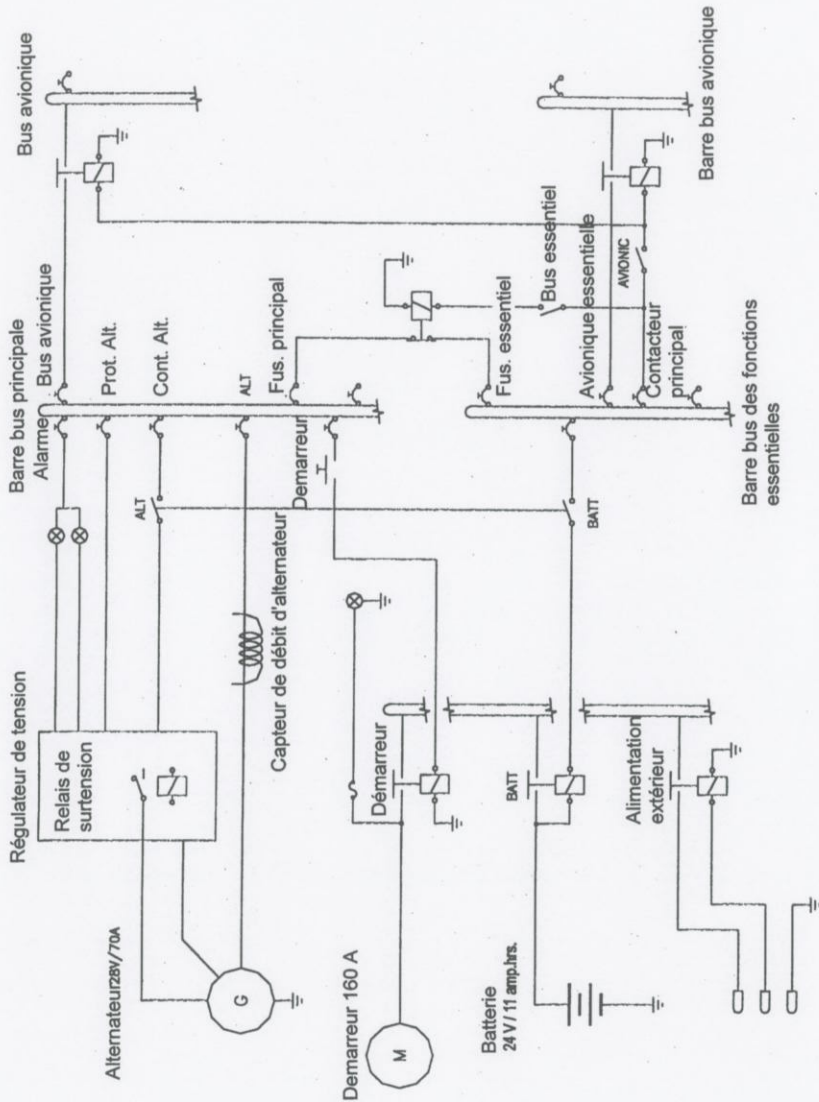 Régulateur de tension
Relais de
surtension
Alternateur28V/70A
G
Demarreur 160 A
M
Batterie
24 V / 11 amp.hrs.
Capteur de débit d'alternateur
Démarreur
BATT
Alimentation
extérieur
Barre bus principale
Alarme
Bus avionique
Prot. Alt.
Cont. Alt.
ALT
ALT
Demarreur
Fus. principal
BATT
Fus. essentiel
Bus essentiel
Avionique essentielle
AVIONIC
Contacteur
principal
Barre bus des fonctions
essentielles
Bus avionique
Barre bus avionique